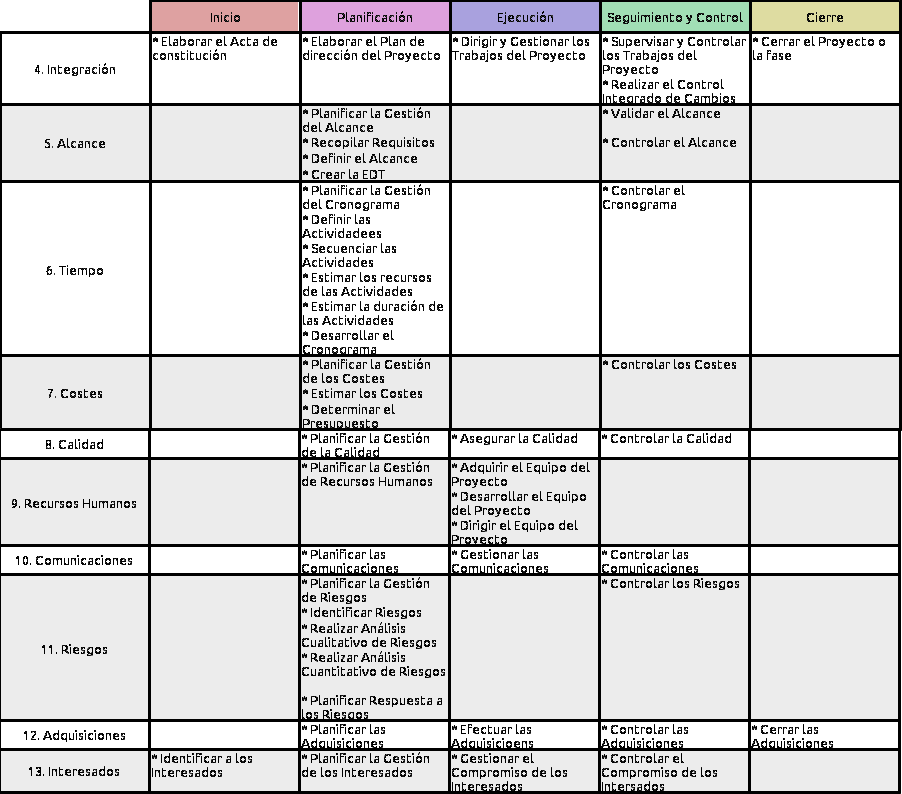 Inicio
Planificación
Ejecución
Seguimiento y Control
Cierre
4. Integración
* Elaborar el Acta de
constitución
* Elaborar el Plan de
dirección del Proyecto
* Dirigir y Gestionar los
Trabajos del Proyecto
* Supervisar y Controlar
los Trabajos del
Proyecto
* Realizar el Control
Integrado de Cambios
* Cerrar el Proyecto o
la Fase
5. Alcance
* Planificar la Gestión
del Alcance
* Recopilar Requisitos
* Definir el Alcance
* Crear la EDT
* Validar el Alcance
* Controlar el Alcance
6. Tiempo
* Planificar la Gestión
del Cronograma
* Definir las
Actividadees
* Secuenciar las
Actividades
* Estimar los recursos
de las Actividades
* Estimar la duración de
las Actividades
* Desarrollar el
Cronograma
* Controlar el
Cronograma
7. Costes
* Planificar la Gestión
de los Costes
* Estimar los Costes
* Determinar el
Presupuesto
* Controlar los Costes
8. Calidad
* Planificar la Gestión
de la Calidad
* Asegurar la Calidad
* Controlar la Calidad
9. Recursos Humanos
* Planificar la Gestión
de Recursos Humanos
* Adquirir el Equipo del
Proyecto
* Desarrollar el Equipo
del Proyecto
* Dirigir el Equipo del
Proyecto
10. Comunicaciones
* Planificar las
Comunicaciones
* Gestionar las
Comunicaciones
* Controlar las
Comunicaciones
11. Riesgos
* Planificar la Gestión
de Riesgos
* Identificar Riesgos
* Realizar Análisis
Cualitativo de Riesgos
* Realizar Análisis
Cuantitativo de Riesgos
* Planificar Respuesta a
los Riesgos
* Controlar los Riesgos
12. Adquisiciones
* Planificar las
Adquisiciones
* Efectuar las
Adquisicioens
* Controlar las
Adquisiciones
* Cerrar las
Adquisiciones
13. Interesados
* Identificar a los
Interesados
* Planificar la Gestión
de los Interesados
* Gestionar el
Compromiso de los
Interesados
* Controlar el
Compromiso de los
Intersados